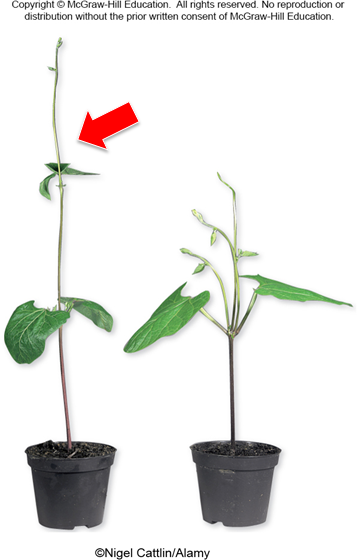 Copyright © McGraw-Hill Education. All rights reserved. No reproduction or
distribution without the prior written consent of McGraw-Hill Education.
©Nigel Cattlin/Alamy